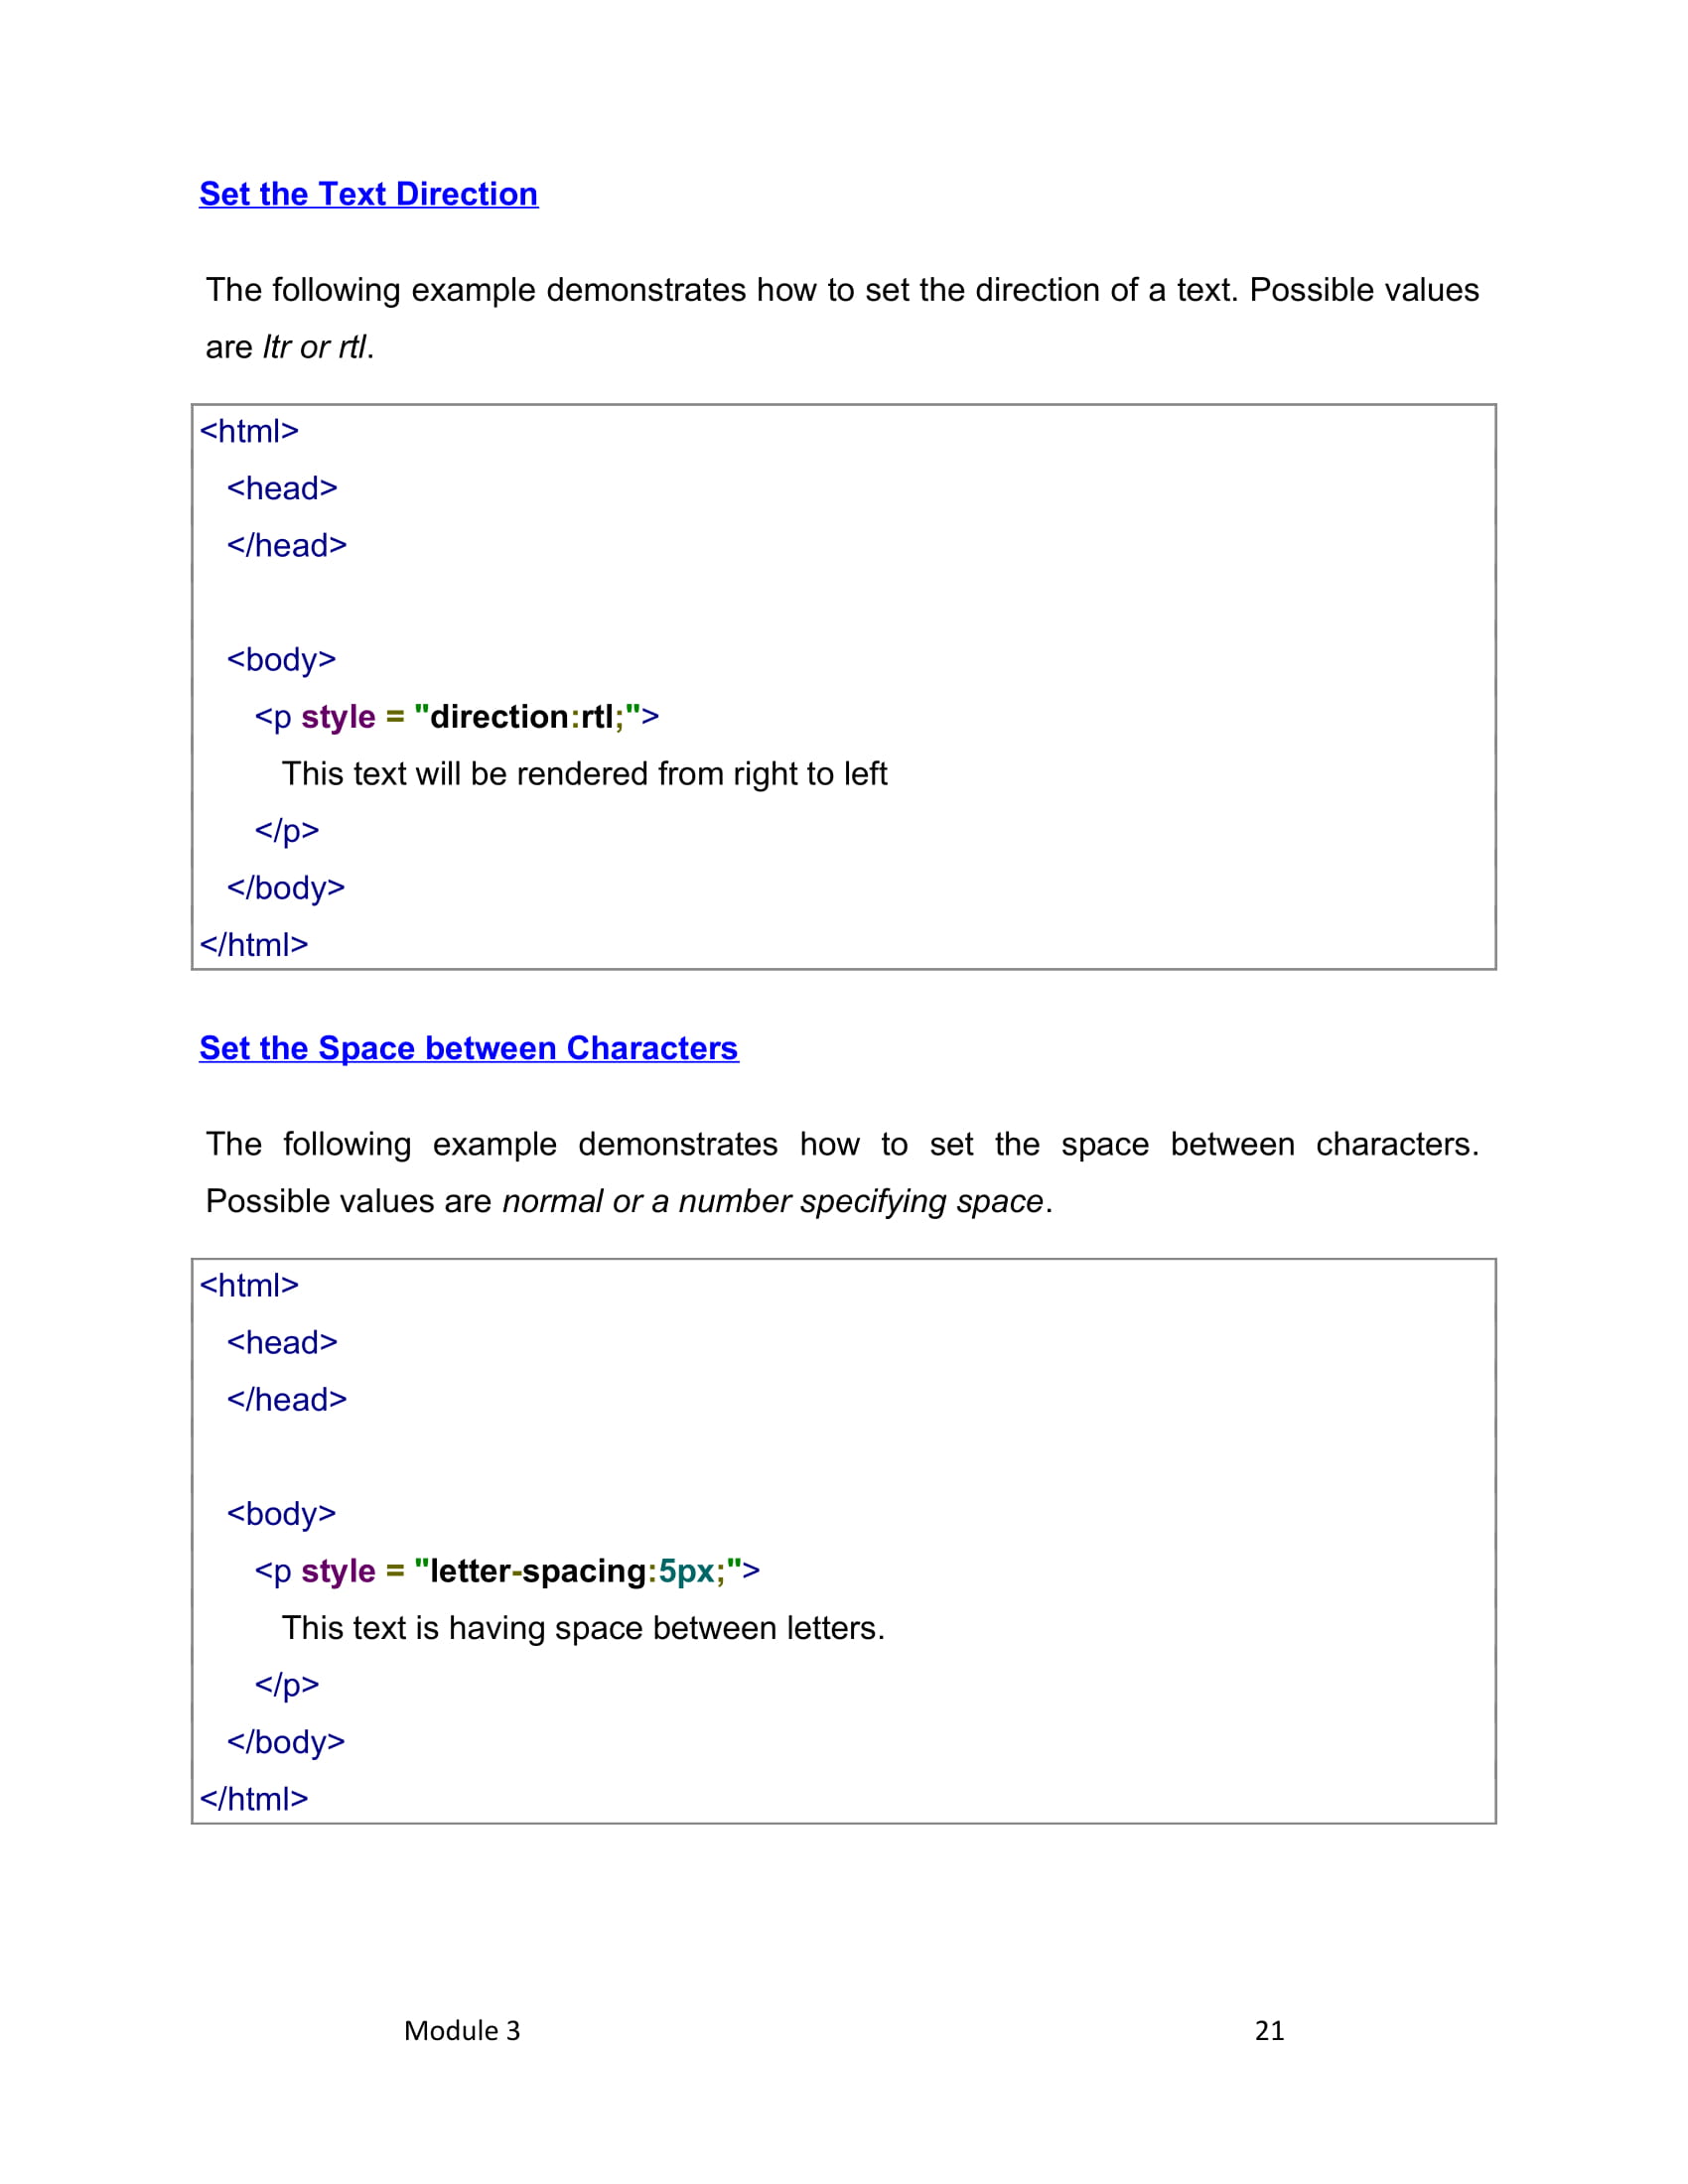 Set the Text Direction
The following example demonstrates how to set the direction of a text. Possible values
are ltr or rtl.
<html>
<head>
</head>
<body>
<p style = "direction:rtl;">
This text will be rendered from right to left
</p>
</body>
</html>
Set the Space between Characters
The following example demonstrates how to set the space between characters.
Possible values are normal or a number specifying space.
<html>
<head>
</head>
<body>
<p style = "letter-spacing:5px;">
This text is having space between letters.
</p>
</body>
</html>
Module 3 21